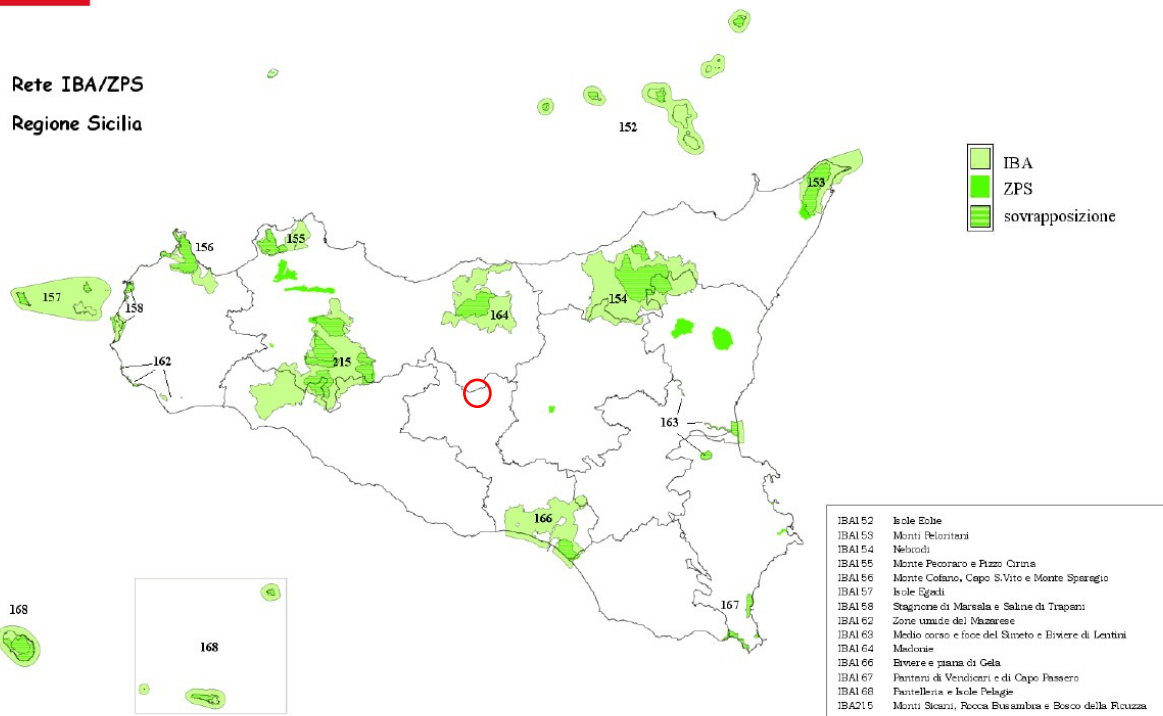 Rete IBA/ZPS
Regione Sicilia
152
IBA
ZPS
sovrapposizione
153
155
156
157
158
154
164
162
215
163
166
167
168
168
IBA152 Isole Eolie
IBA153 Monti Peloritani
IBA154 Nebrodi
IBA155 Monte Pecoraro e Pizzo Cirina
IBA156 Monte Cofano, Capo S.Vito e Monte Sparagio
IBA157 Isole Egadi
IBA158 Stagnone di Marsala e Saline di Trapani
IBA162 Zone umide del Mazarese
IBA163 Medio corso e foce del Simeto e Biviere di Lentini
IBA164 Madonie
IBA166 Biviere e piana di Gela
IBA167 Pantani di Vendicari e di Capo Passero
IBA168 Pantelleria e Isole Pelagie
IBA215 Monti Sicani, Rocca Busambra e Bosco della Ficuzza